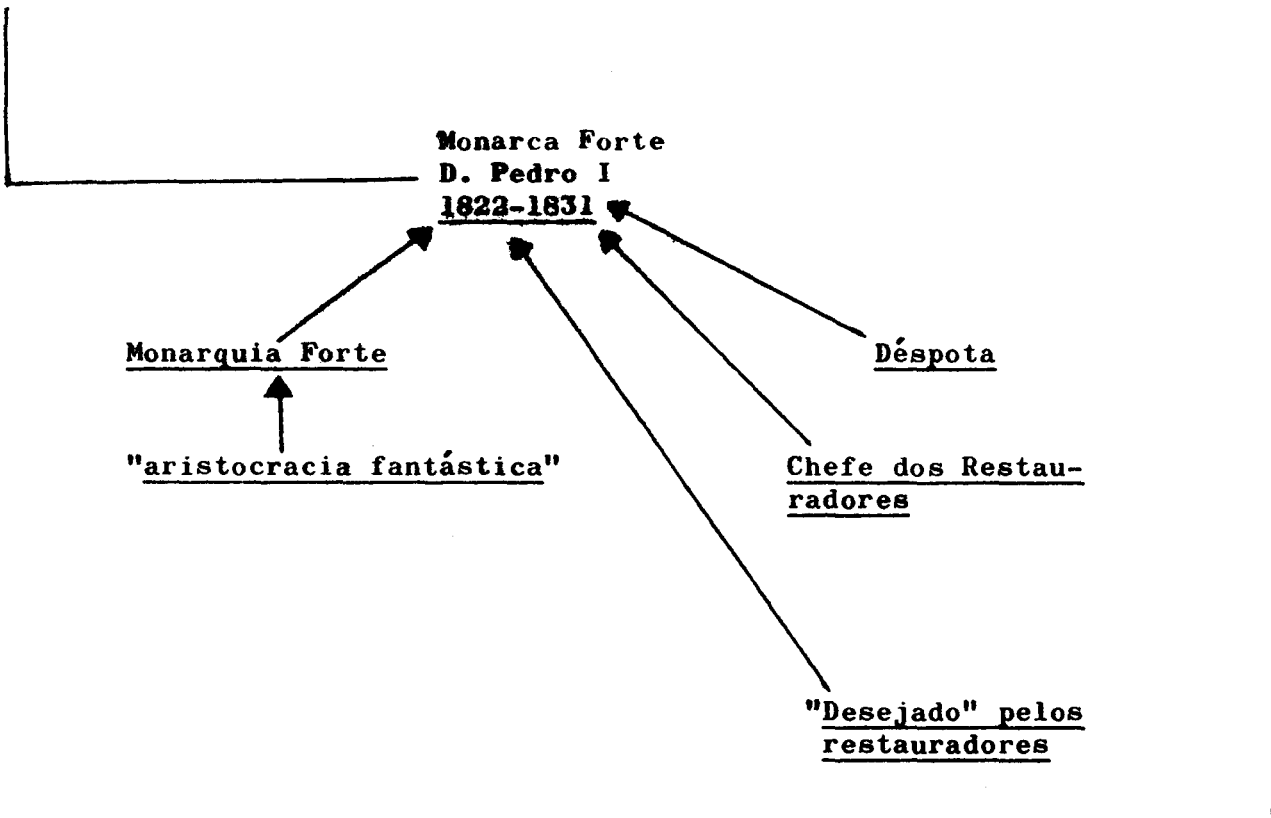 Monarca Forte
D. Pedro I
1822-1831
Monarquia Forte
Déspota
"aristocracia fantástica"
Chefe dos Restau-
radores
"Desejado" pelos
restauradores